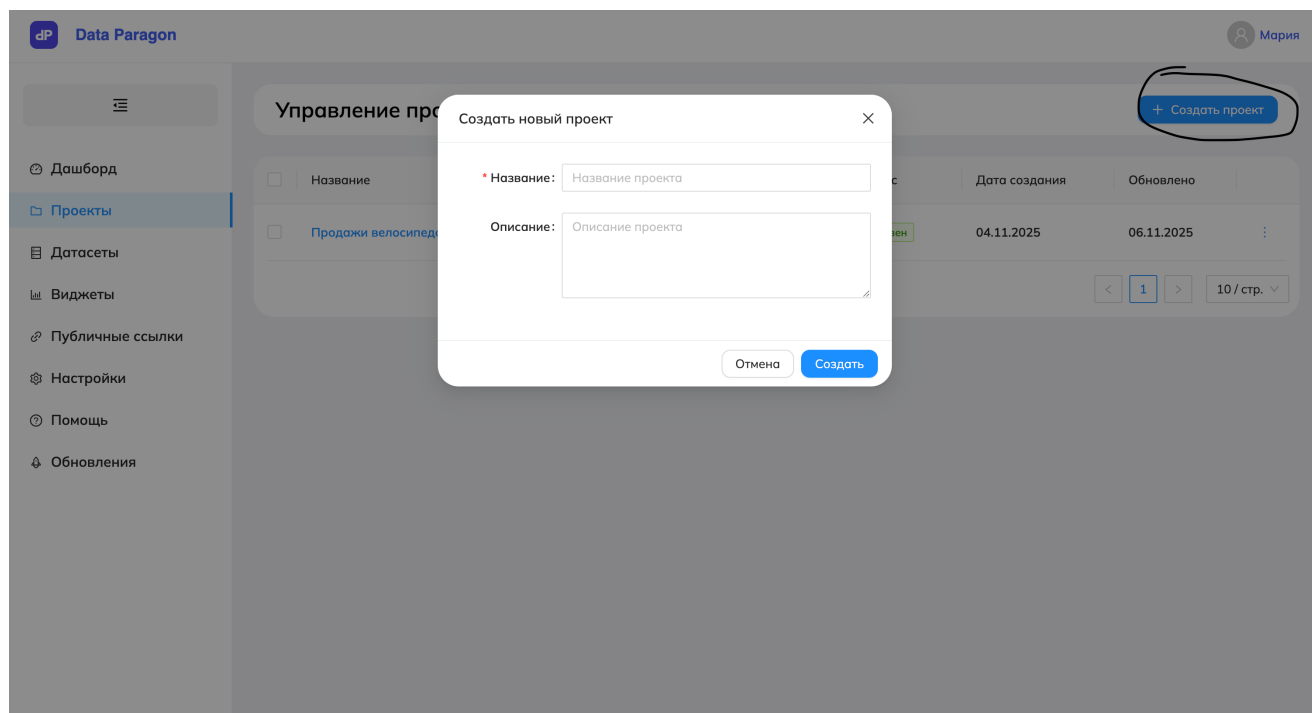 dP Data Paragon
Мария
Управление про
+ Создать проект
Дашборд
Проекты
Датасеты
Виджеты
Публичные ссылки
Настройки
Помощь
Обновления
Название
с
Дата создания
Обновлено
Продажи велосипед
вен
04.11.2025
06.11.2025
< 1 >
10 / стр.
Создать новый проект
* Название:
Название проекта
Описание:
Описание проекта
Отмена
Создать